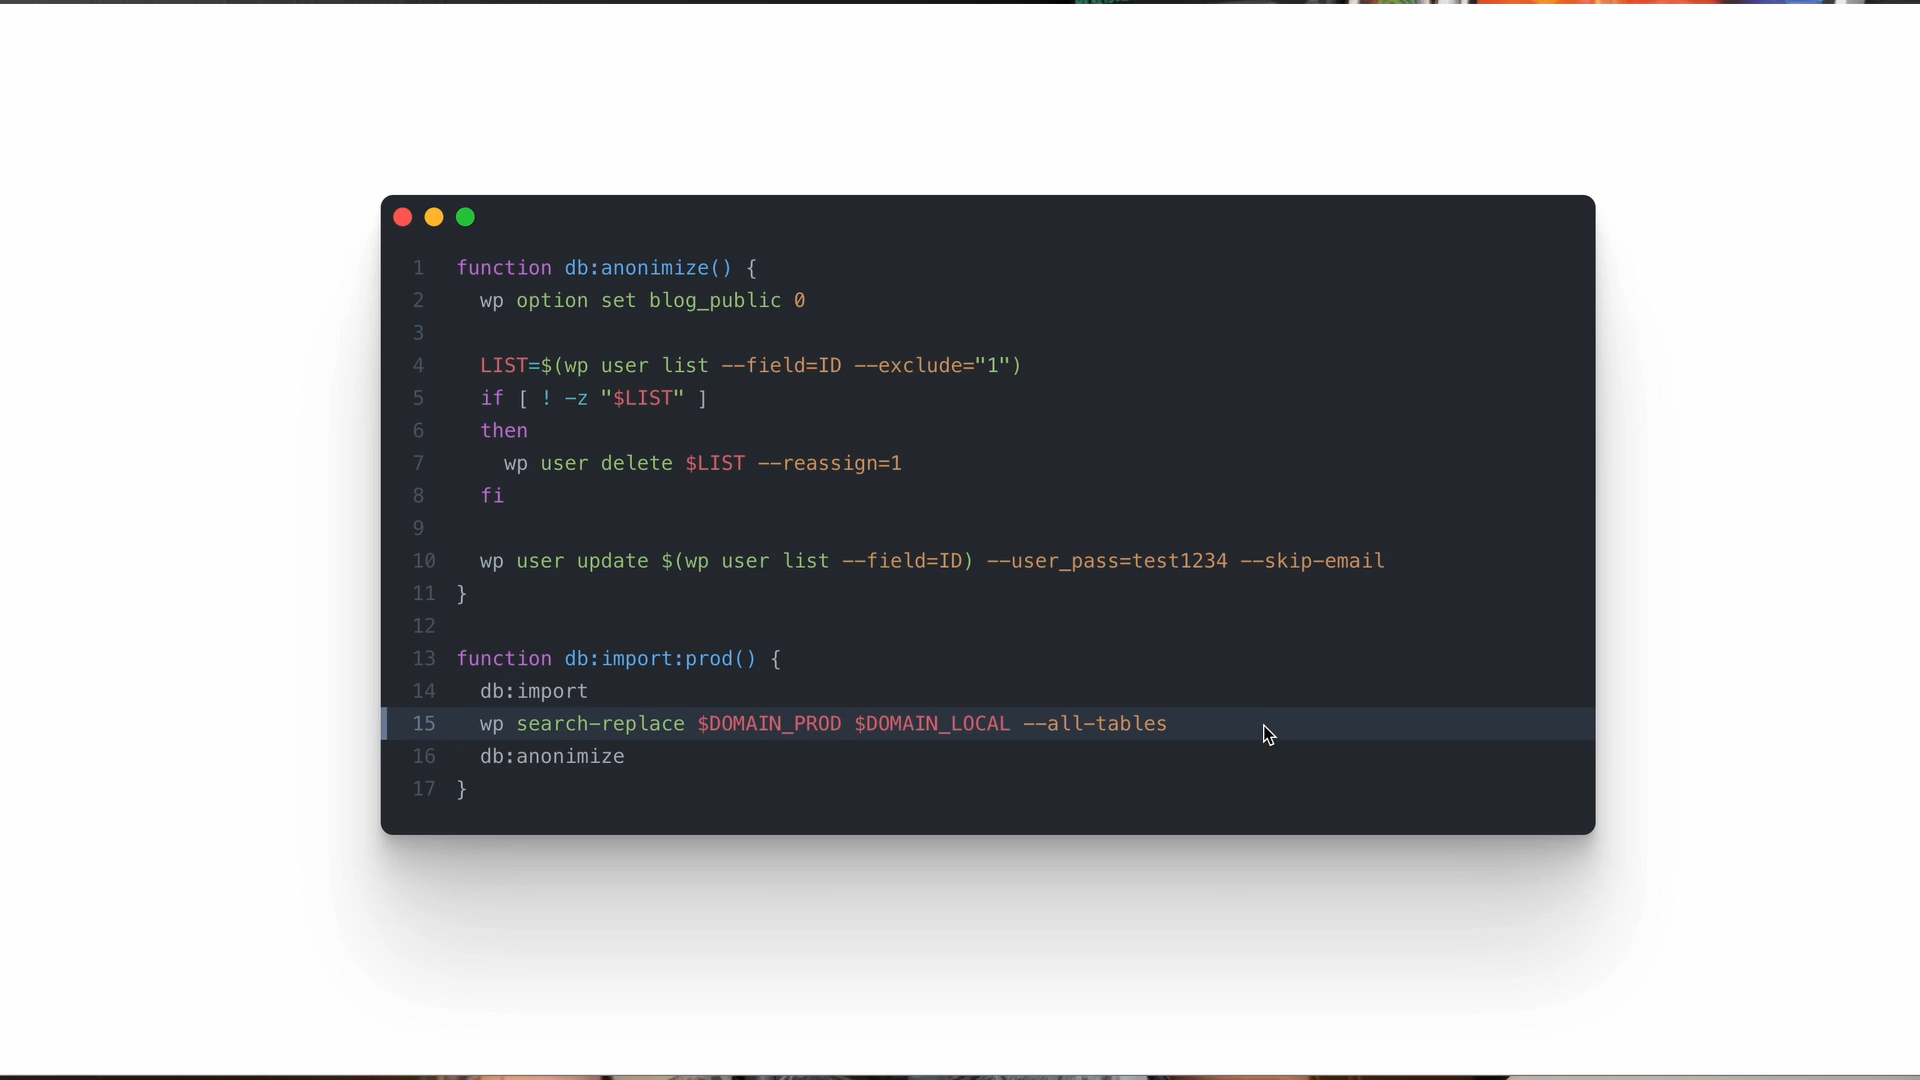 1 function db:anonimize() {
2 wp option set blog_public 0
3
4 LIST=$(wp user list --field=ID --exclude="1")
5 if [ ! -z "$LIST" ]
6 then
7 wp user delete $LIST --reassign=1
8 fi
9
10 wp user update $(wp user list --field=ID) --user_pass=test1234 --skip-email
11 }
12
13 function db:import:prod() {
14 db:import
15 wp search-replace $DOMAIN_PROD $DOMAIN_LOCAL --all-tables
16 db:anonimize
17 }